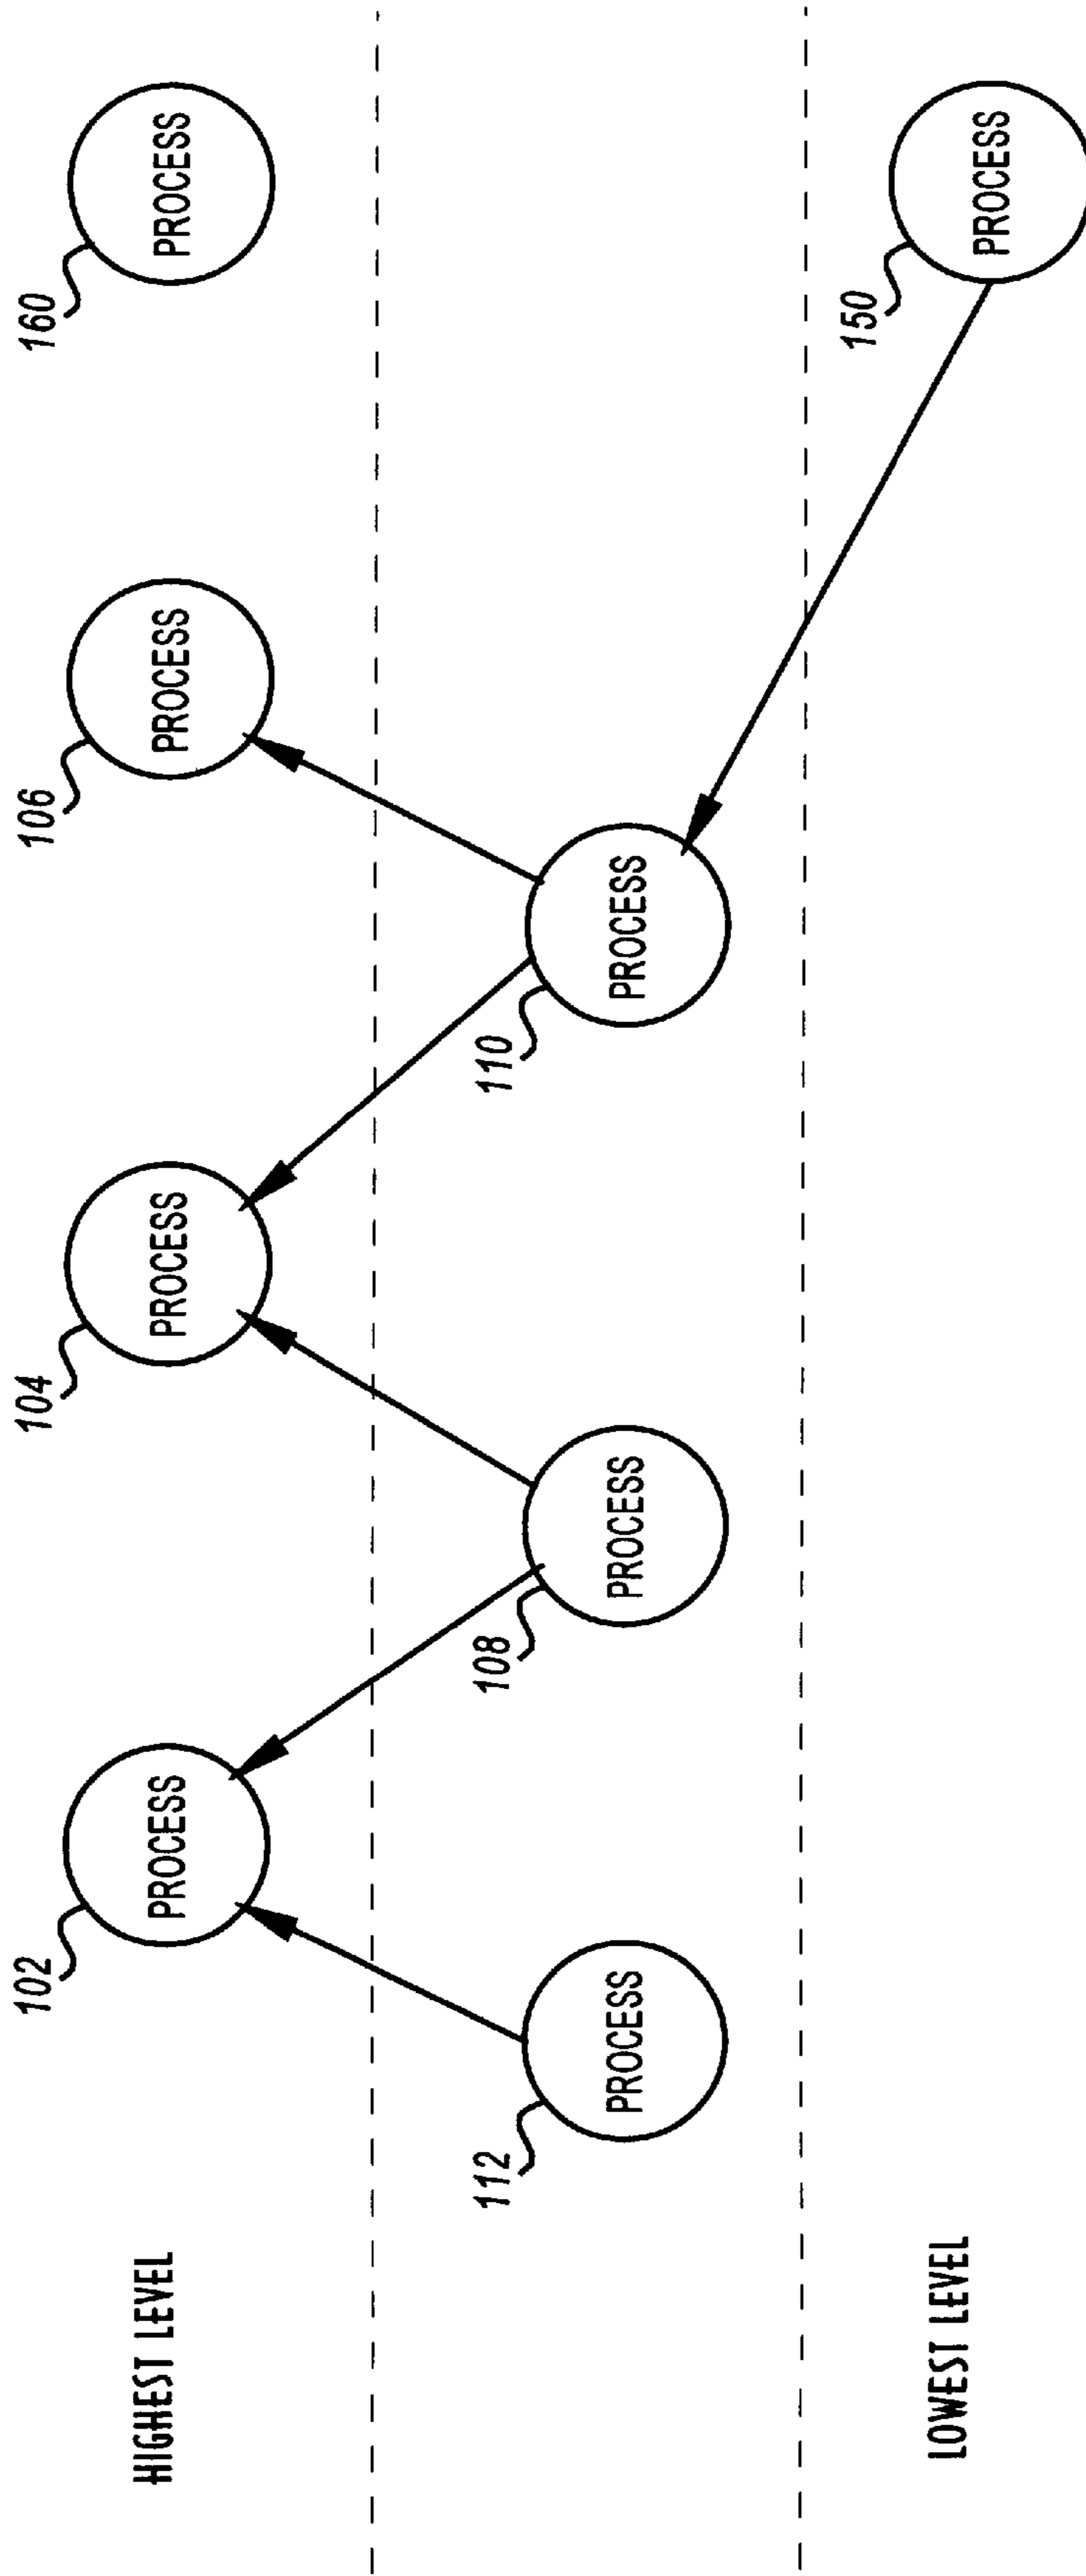 HIGHEST LEVEL
102
PROCESS
104
PROCESS
106
PROCESS
160
PROCESS
112
PROCESS
108
PROCESS
110
PROCESS
LOWEST LEVEL
150
PROCESS